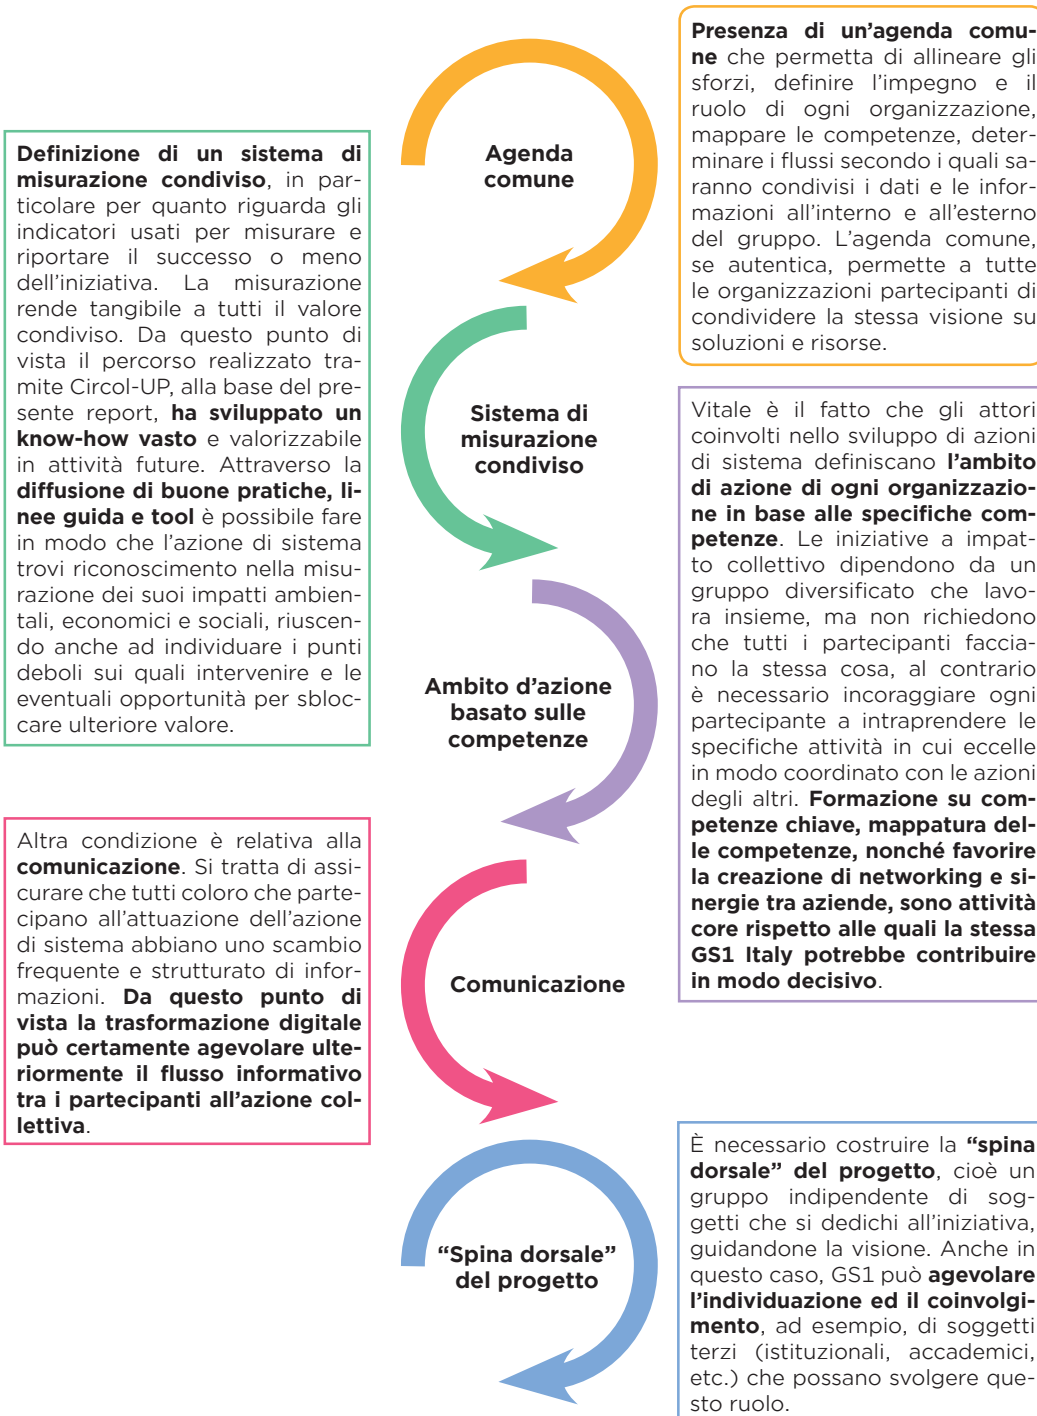 Presenza di un’agenda comu-
ne che permetta di allineare gli
sforzi, definire l’impegno e il
ruolo di ogni organizzazione,
mappare le competenze, deter-
minare i flussi secondo i quali sa-
ranno condivisi i dati e le infor-
mazioni all’interno e all’esterno
del gruppo. L’agenda comune,
se autentica, permette a tutte
le organizzazioni partecipanti di
condividere la stessa visione su
soluzioni e risorse.
Agenda
comune
Definizione di un sistema di
misurazione condiviso, in par-
ticolare per quanto riguarda gli
indicatori usati per misurare e
riportare il successo o meno
dell’iniziativa. La misurazione
rende tangibile a tutti il valore
condiviso. Da questo punto di
vista il percorso realizzato tra-
mite Circol-UP, alla base del pre-
sente report, ha sviluppato un
know-how vasto e valorizzabile
in attività future. Attraverso la
diffusione di buone pratiche, li-
nee guida e tool è possibile fare
in modo che l’azione di sistema
trovi riconoscimento nella misu-
razione dei suoi impatti ambien-
tali, economici e sociali, riuscen-
do anche ad individuare i punti
deboli sui quali intervenire e le
eventuali opportunità per sbloc-
care ulteriore valore.
Sistema di
misurazione
condiviso
Vitale è il fatto che gli attori
coinvolti nello sviluppo di azioni
di sistema definiscano l’ambito
di azione di ogni organizzazio-
ne in base alle specifiche com-
petenze. Le iniziative a impat-
to collettivo dipendono da un
gruppo diversificato che lavo-
ra insieme, ma non richiedono
che tutti i partecipanti faccia-
no la stessa cosa, al contrario
è necessario incoraggiare ogni
partecipante a intraprendere le
specifiche attività in cui eccelle
in modo coordinato con le azioni
degli altri. Formazione su com-
petenze chiave, mappatura del-
le competenze, nonché favorire
la creazione di networking e si-
nergie tra aziende, sono attività
core rispetto alle quali la stessa
GS1 Italy potrebbe contribuire
in modo decisivo.
Ambito d’azione
basato sulle
competenze
Altra condizione è relativa alla
comunicazione. Si tratta di assi-
curare che tutti coloro che parte-
cipano all’attuazione dell’azione
di sistema abbiano uno scambio
frequente e strutturato di infor-
mazioni. Da questo punto di
vista la trasformazione digitale
può certamente agevolare ulte-
riormente il flusso informativo
tra i partecipanti all’azione col-
lettiva.
Comunicazione
È necessario costruire la “spina
dorsale” del progetto, cioè un
gruppo indipendente di sog-
getti che si dedichi all’iniziativa,
guidandone la visione. Anche in
questo caso, GS1 può agevolare
l’individuazione ed il coinvolgi-
mento, ad esempio, di soggetti
terzi (istituzionali, accademici,
etc.) che possano svolgere que-
sto ruolo.
“Spina dorsale”
del progetto